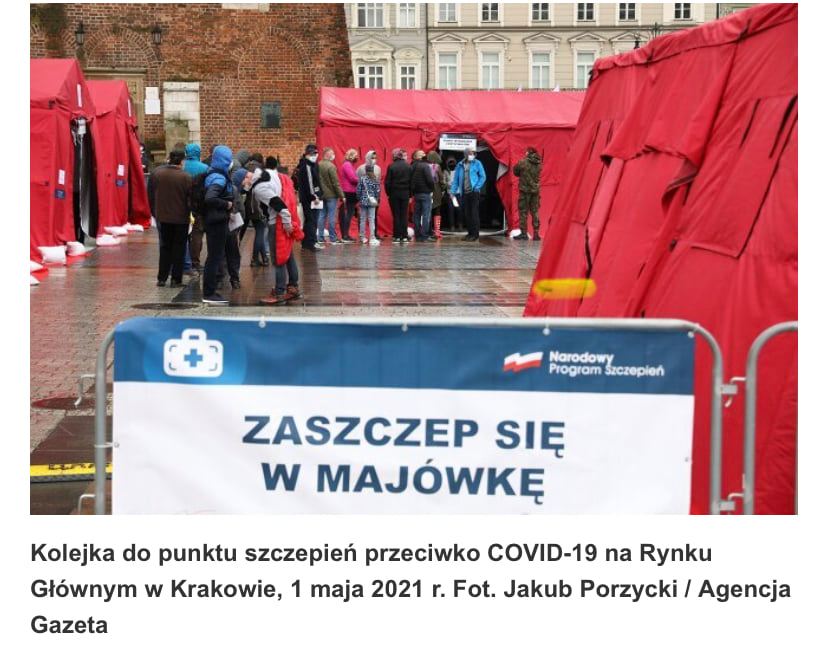 Narodowy
Program Szczepień
ZASZCZEP SIĘ
W MAJÓWKĘ
Kolejka do punktu szczepień przeciwko COVID-19 na Rynku
Głównym w Krakowie, 1 maja 2021 r. Fot. Jakub Porzycki / Agencja
Gazeta